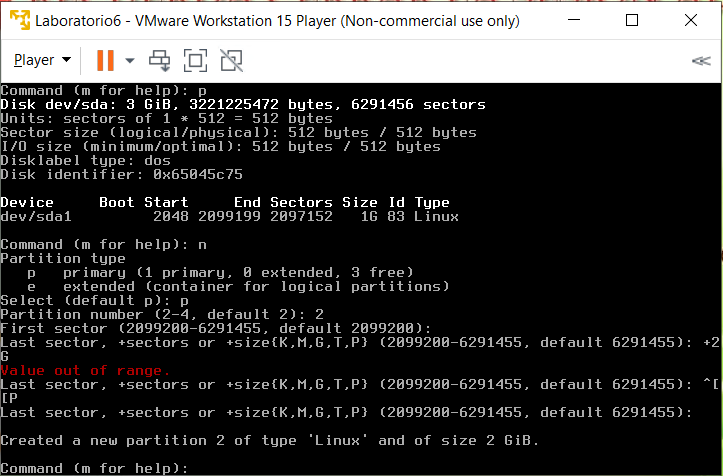 Laboratorio6 - VMware Workstation 15 Player (Non-commercial use only)
Player
Command (m for help): p
Disk dev/sda: 3 GiB, 3221225472 bytes, 6291456 sectors
Units: sectors of 1 * 512 = 512 bytes
Sector size (logical/physical): 512 bytes / 512 bytes
I/O size (minimum/optimal): 512 bytes / 512 bytes
Disklabel type: dos
Disk identifier: 0x65045c75
Device     Boot Start     End Sectors Size Id Type
dev/sda1         2048 2099199 2097152   1G 83 Linux
Command (m for help): n
Partition type
   p   primary (1 primary, 0 extended, 3 free)
   e   extended (container for logical partitions)
Select (default p): p
Partition number (2-4, default 2): 2
First sector (2099200-6291455, default 2099200):
Last sector, +sectors or +size{K,M,G,T,P} (2099200-6291455, default 6291455): +2
G
Value out of range.
Last sector, +sectors or +size{K,M,G,T,P} (2099200-6291455, default 6291455): ^[
[P
Last sector, +sectors or +size{K,M,G,T,P} (2099200-6291455, default 6291455):
Created a new partition 2 of type 'Linux' and of size 2 GiB.
Command (m for help):